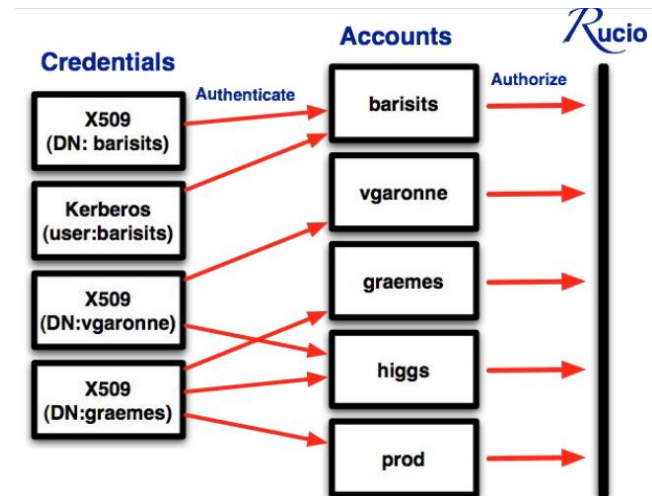 Rucio
Accounts
Credentials
Authenticate
Authorize
X509
(DN: barisits)
Kerberos
(user:barisits)
X509
(DN:vgaronne)
X509
(DN:graemes)
barisits
vgaronne
graemes
higgs
prod